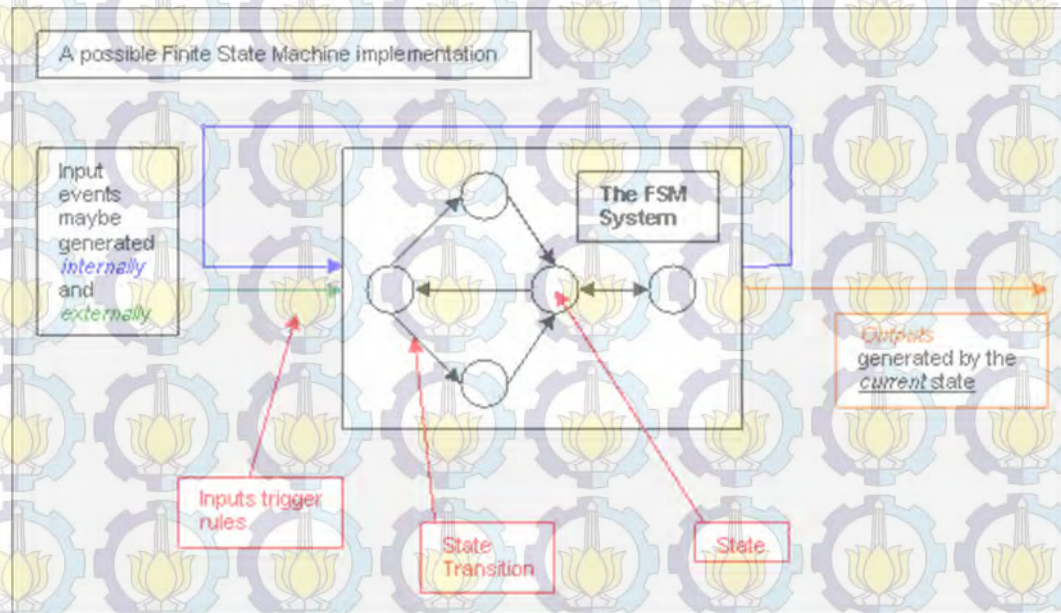 A possible Finite State Machine implementation
Input
events
maybe
generated
internally
and
externally
The FSM
System
Outputs
generated by the
current state
Inputs trigger
rules.
State
Transition
State